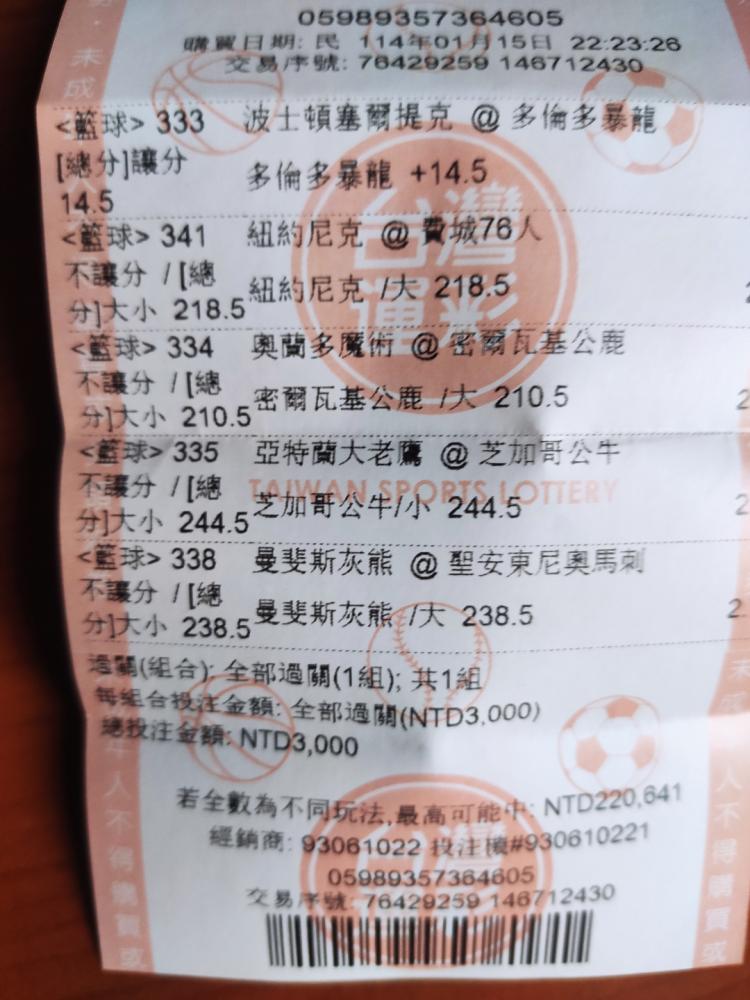 05989357364605
購買日期: 民 114年01月15日 22:23:26
交易序號: 76429259 146712430
<籃球> 333 波士頓塞爾提克 @ 多倫多暴龍
[總分]讓分
14.5
多倫多暴龍 +14.5
<籃球> 341 紐約尼克 @ 費城76人
不讓分 / [總
分]大小 218.5
紐約尼克 /大 218.5
<籃球> 334 奧蘭多魔術 @ 密爾瓦基公鹿
不讓分 / [總
分]大小 210.5
密爾瓦基公鹿 /大 210.5
<籃球> 335 亞特蘭大老鷹 @ 芝加哥公牛
不讓分 / [總
分]大小 244.5
芝加哥公牛/小 244.5
TAIWAN SPORTS LOTTERY
<籃球> 338 曼斐斯灰熊 @ 聖安東尼奧馬刺
不讓分 / [總
分]大小 238.5
曼斐斯灰熊 /大 238.5
過關(組合): 全部過關(1組); 共1組
每組合投注金額: 全部過關(NTD3,000)
總投注金額: NTD3,000
若全數為不同玩法,最高可能中: NTD220,641
經銷商: 93061022 投注機#930610221
05989357364605
交易序號: 76429259 146712430
台灣
運彩